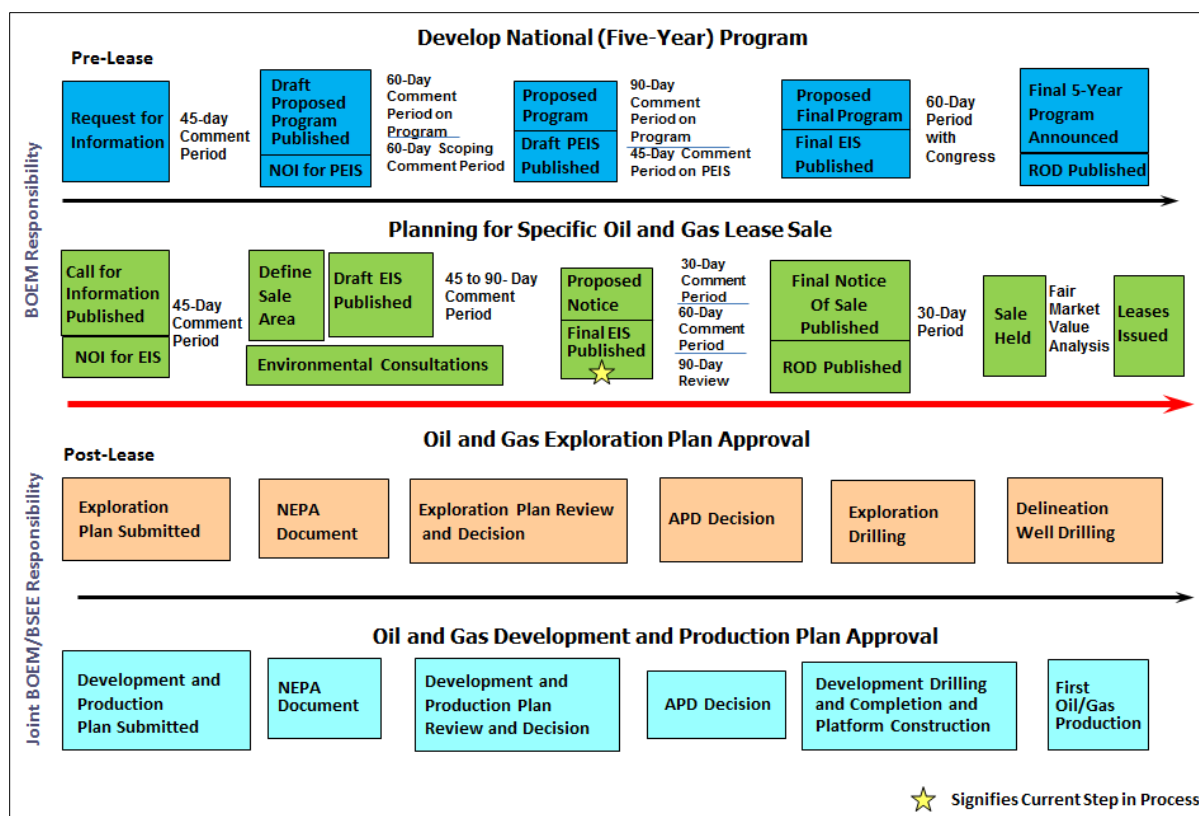 Develop National (Five-Year) Program
Pre-Lease
BOEM Responsibility
Request for
Information
45-day
Comment
Period
Draft
Proposed
Program
Published
NOI for PEIS
60-Day
Comment
Period on
Program
60-Day Scoping
Comment Period
Proposed
Program
Draft PEIS
Published
90-Day
Comment
Period on
Program
45-Day Comment
Period on PEIS
Proposed
Final Program
Final EIS
Published
60-Day
Period
with
Congress
Final 5-Year
Program
Announced
ROD Published
Planning for Specific Oil and Gas Lease Sale
Call for
Information
Published
NOI for EIS
45-Day
Comment
Period
Define
Sale
Area
Draft EIS
Published
Environmental Consultations
45 to 90- Day
Comment
Period
Proposed
Notice
Final EIS
Published
30-Day
Comment
Period
60-Day
Comment
Period
90-Day
Review
Final Notice
Of Sale
Published
ROD Published
30-Day
Period
Sale
Held
Fair
Market
Value
Analysis
Leases
Issued
Oil and Gas Exploration Plan Approval
Post-Lease
Joint BOEM/BSEE Responsibility
Exploration
Plan Submitted
NEPA
Document
Exploration Plan Review
and Decision
APD Decision
Exploration
Drilling
Delineation
Well Drilling
Oil and Gas Development and Production Plan Approval
Development and
Production
Plan Submitted
NEPA
Document
Development and
Production Plan
Review and Decision
APD Decision
Development Drilling
and Completion and
Platform Construction
First
Oil/Gas
Production
Signifies Current Step in Process